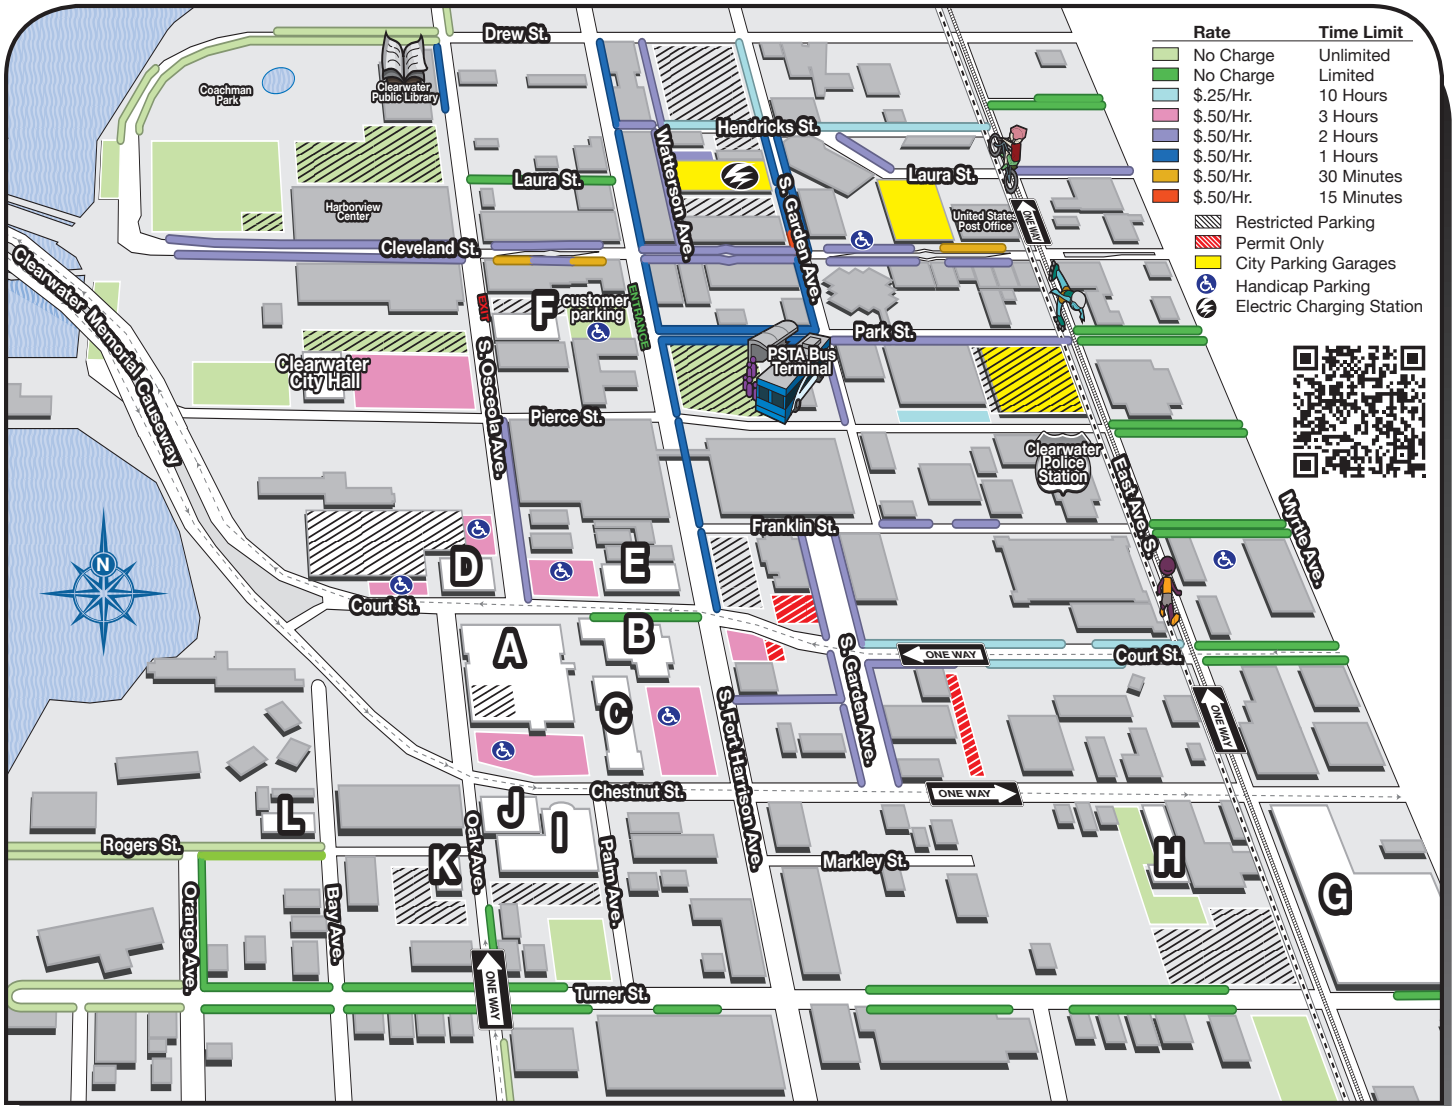 Drew St.
Rate Time Limit
No Charge Unlimited
No Charge Limited
$.25/Hr. 10 Hours
$.50/Hr. 3 Hours
$.50/Hr. 2 Hours
$.50/Hr. 1 Hours
$.50/Hr. 30 Minutes
$.50/Hr. 15 Minutes
Restricted Parking
Permit Only
City Parking Garages
Handicap Parking
Electric Charging Station
Coachman
Park
Clearwater
Public Library
Hendricks St.
Watterson Ave.
Laura St.
S. Garden Ave.
Laura St.
Harborview
Center
United States
Post Office
ONE WAY
Cleveland St.
Clearwater Memorial Causeway
EXIT
F
customer
parking
ENTRANCE
Park St.
PSTA Bus
Terminal
Clearwater
City Hall
S. Osceola Ave.
Pierce St.
Clearwater
Police
Station
East Ave. S.
Myrtle Ave.
Franklin St.
N
D
E
Court St.
A
B
C
S. Garden Ave.
ONE WAY
Court St.
S. Fort Harrison Ave.
ONE WAY
Chestnut St.
ONE WAY
L
J
I
Oak Ave.
Palm Ave.
Rogers St.
K
Markley St.
H
G
Orange Ave.
Bay Ave.
ONE WAY
Turner St.